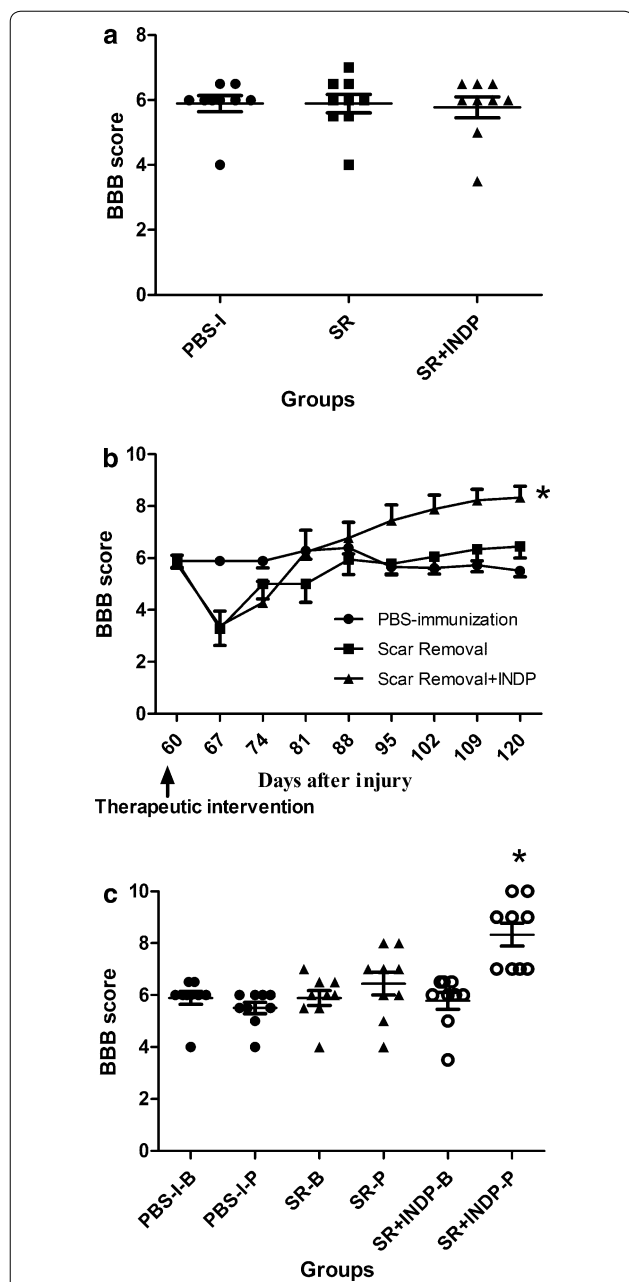 a
8
6
4
2
0
BBB score
PBS-I
SR
SR+INDP
Groups
b
10
8
6
4
2
0
BBB score
*
PBS-immunization
Scar Removal
Scar Removal+INDP
60
67
74
81
88
95
102
109
120
Days after injury
Therapeutic intervention
c
10
8
6
4
2
0
BBB score
*
PBS-I-B
PBS-I-P
SR-B
SR-P
SR+INDP-B
SR+INDP-P
Groups